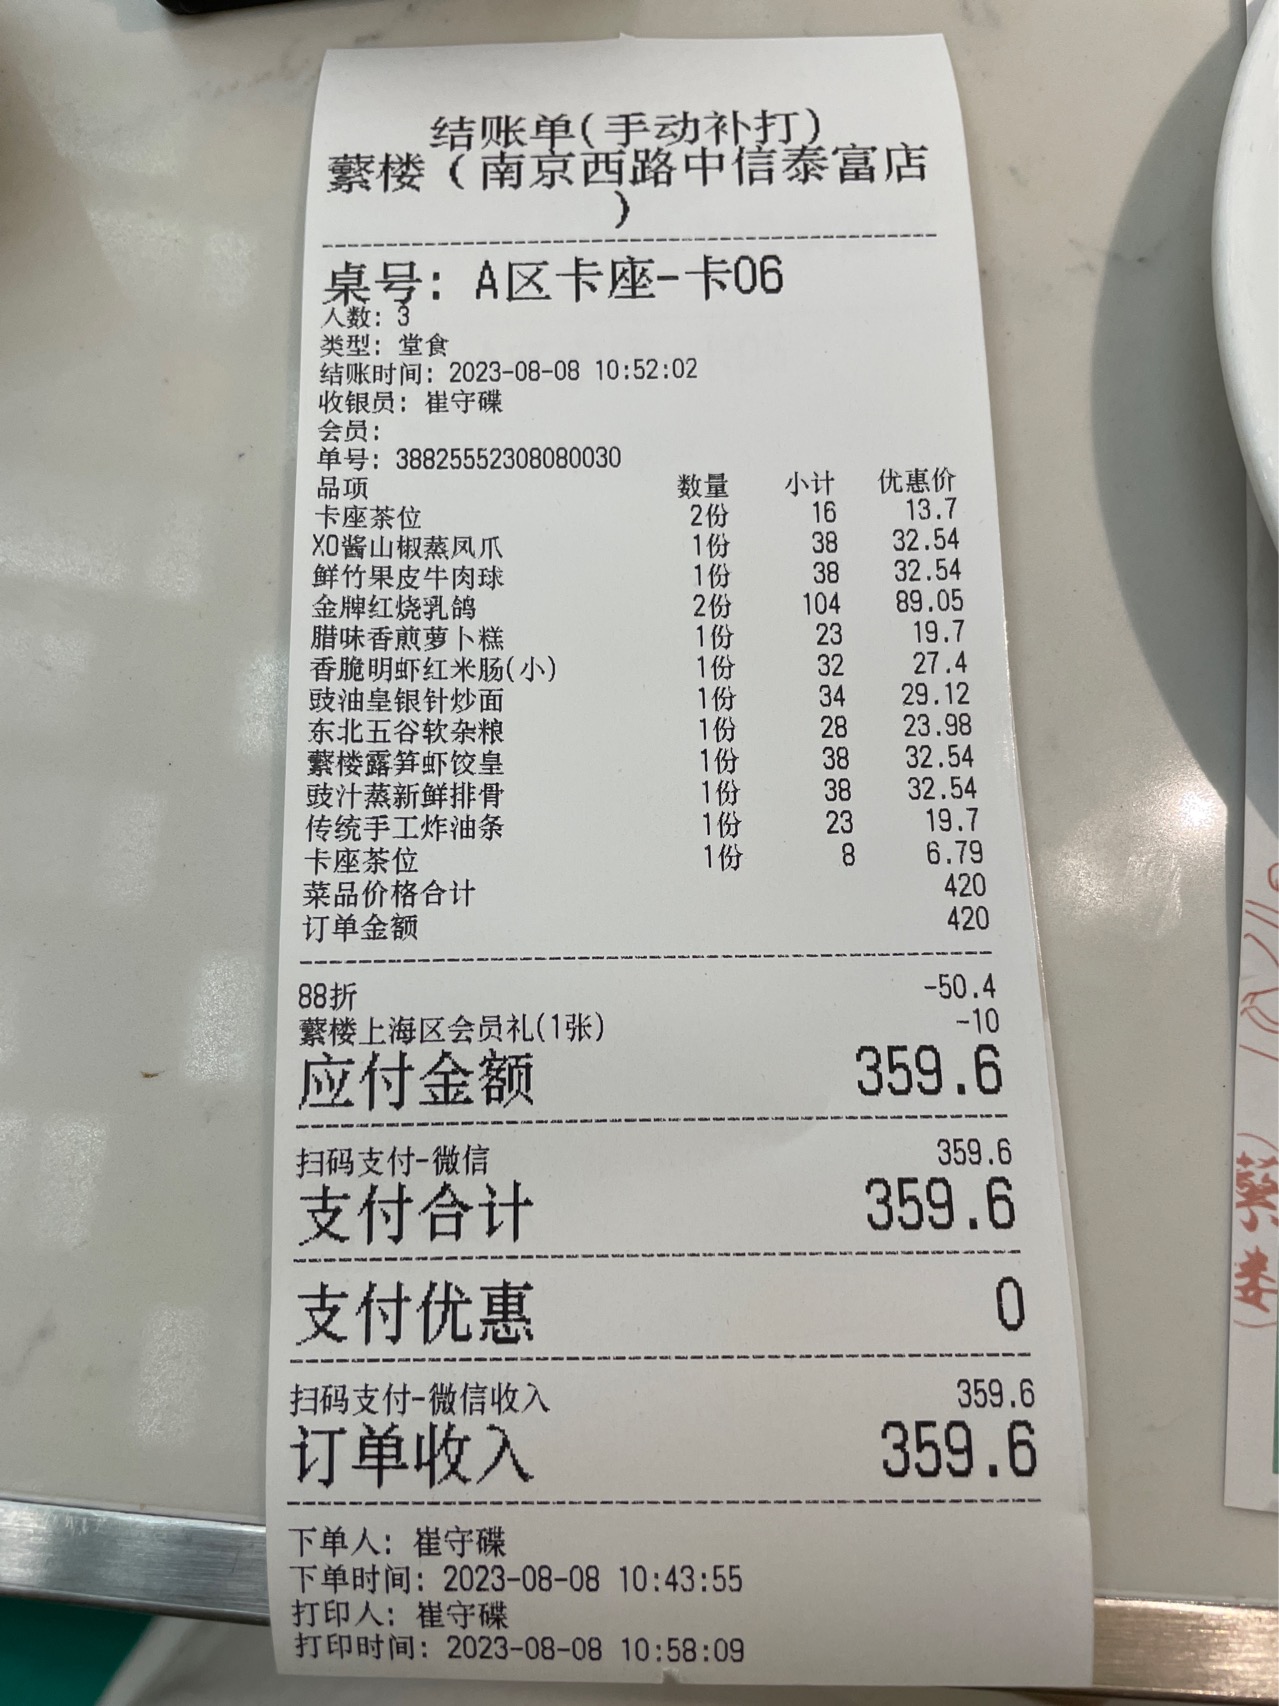 结账单(手动补打)
蘩楼（南京西路中信泰富店
）
桌号: A区卡座-卡06
人数: 3
类型: 堂食
结账时间: 2023-08-08 10:52:02
收银员: 崔守碟
会员:
单号: 38825552308080030
品项 数量 小计 优惠价
卡座茶位 2份 16 13.7
XO酱山椒蒸凤爪 1份 38 32.54
鲜竹果皮牛肉球 1份 38 32.54
金牌红烧乳鸽 2份 104 89.05
腊味香煎萝卜糕 1份 23 19.7
香脆明虾红米肠(小) 1份 32 27.4
豉油皇银针炒面 1份 34 29.12
东北五谷软杂粮 1份 28 23.98
蘩楼露笋虾饺皇 1份 38 32.54
豉汁蒸新鲜排骨 1份 38 32.54
传统手工炸油条 1份 23 19.7
卡座茶位 1份 8 6.79
菜品价格合计 420
订单金额 420
88折 -50.4
蘩楼上海区会员礼(1张) -10
应付金额 359.6
扫码支付-微信 359.6
支付合计 359.6
支付优惠 0
扫码支付-微信收入 359.6
订单收入 359.6
下单人: 崔守碟
下单时间: 2023-08-08 10:43:55
打印人: 崔守碟
打印时间: 2023-08-08 10:58:09